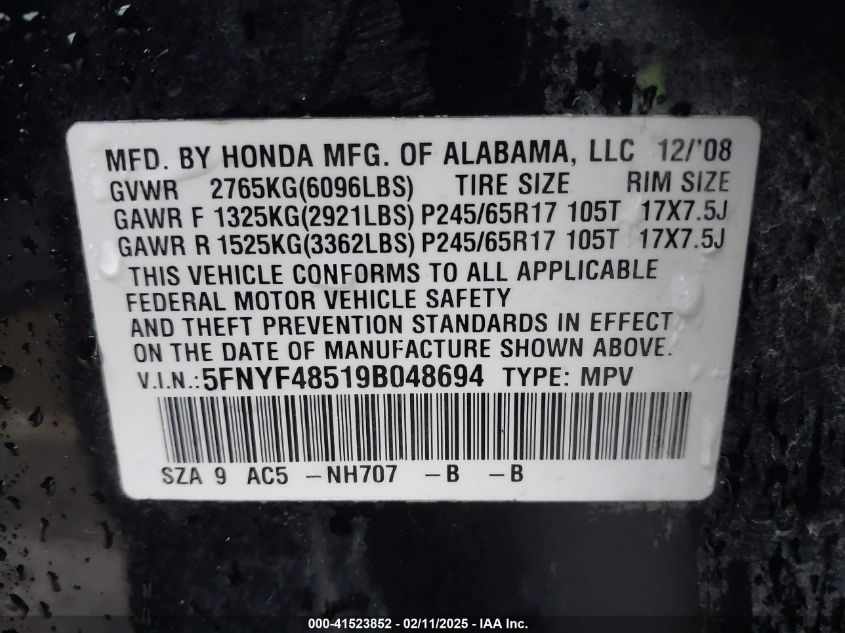 MFD. BY HONDA MFG. OF ALABAMA, LLC 12/'08
GVWR 2765KG(6096LBS) TIRE SIZE RIM SIZE
GAWR F 1325KG(2921LBS) P245/65R17 105T 17X7.5J
GAWR R 1525KG(3362LBS) P245/65R17 105T 17X7.5J
THIS VEHICLE CONFORMS TO ALL APPLICABLE
FEDERAL MOTOR VEHICLE SAFETY
AND THEFT PREVENTION STANDARDS IN EFFECT
ON THE DATE OF MANUFACTURE SHOWN ABOVE.
V.I.N.:5FNYF48519B048694 TYPE: MPV
SZA 9 AC5 -NH707 -B -B
000-41523852 - 02/11/2025 - IAA Inc.